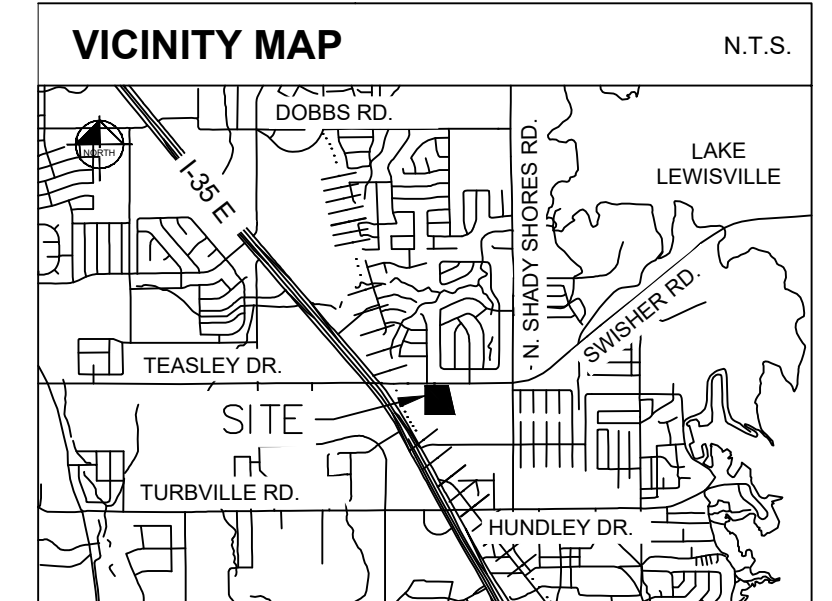 VICINITY MAP
N.T.S.
DOBBS RD.
NORTH
I-35 E
N. SHADY SHORES RD.
LAKE
LEWISVILLE
SWISHER RD.
TEASLEY DR.
SITE
TURBVILLE RD.
HUNDLEY DR.